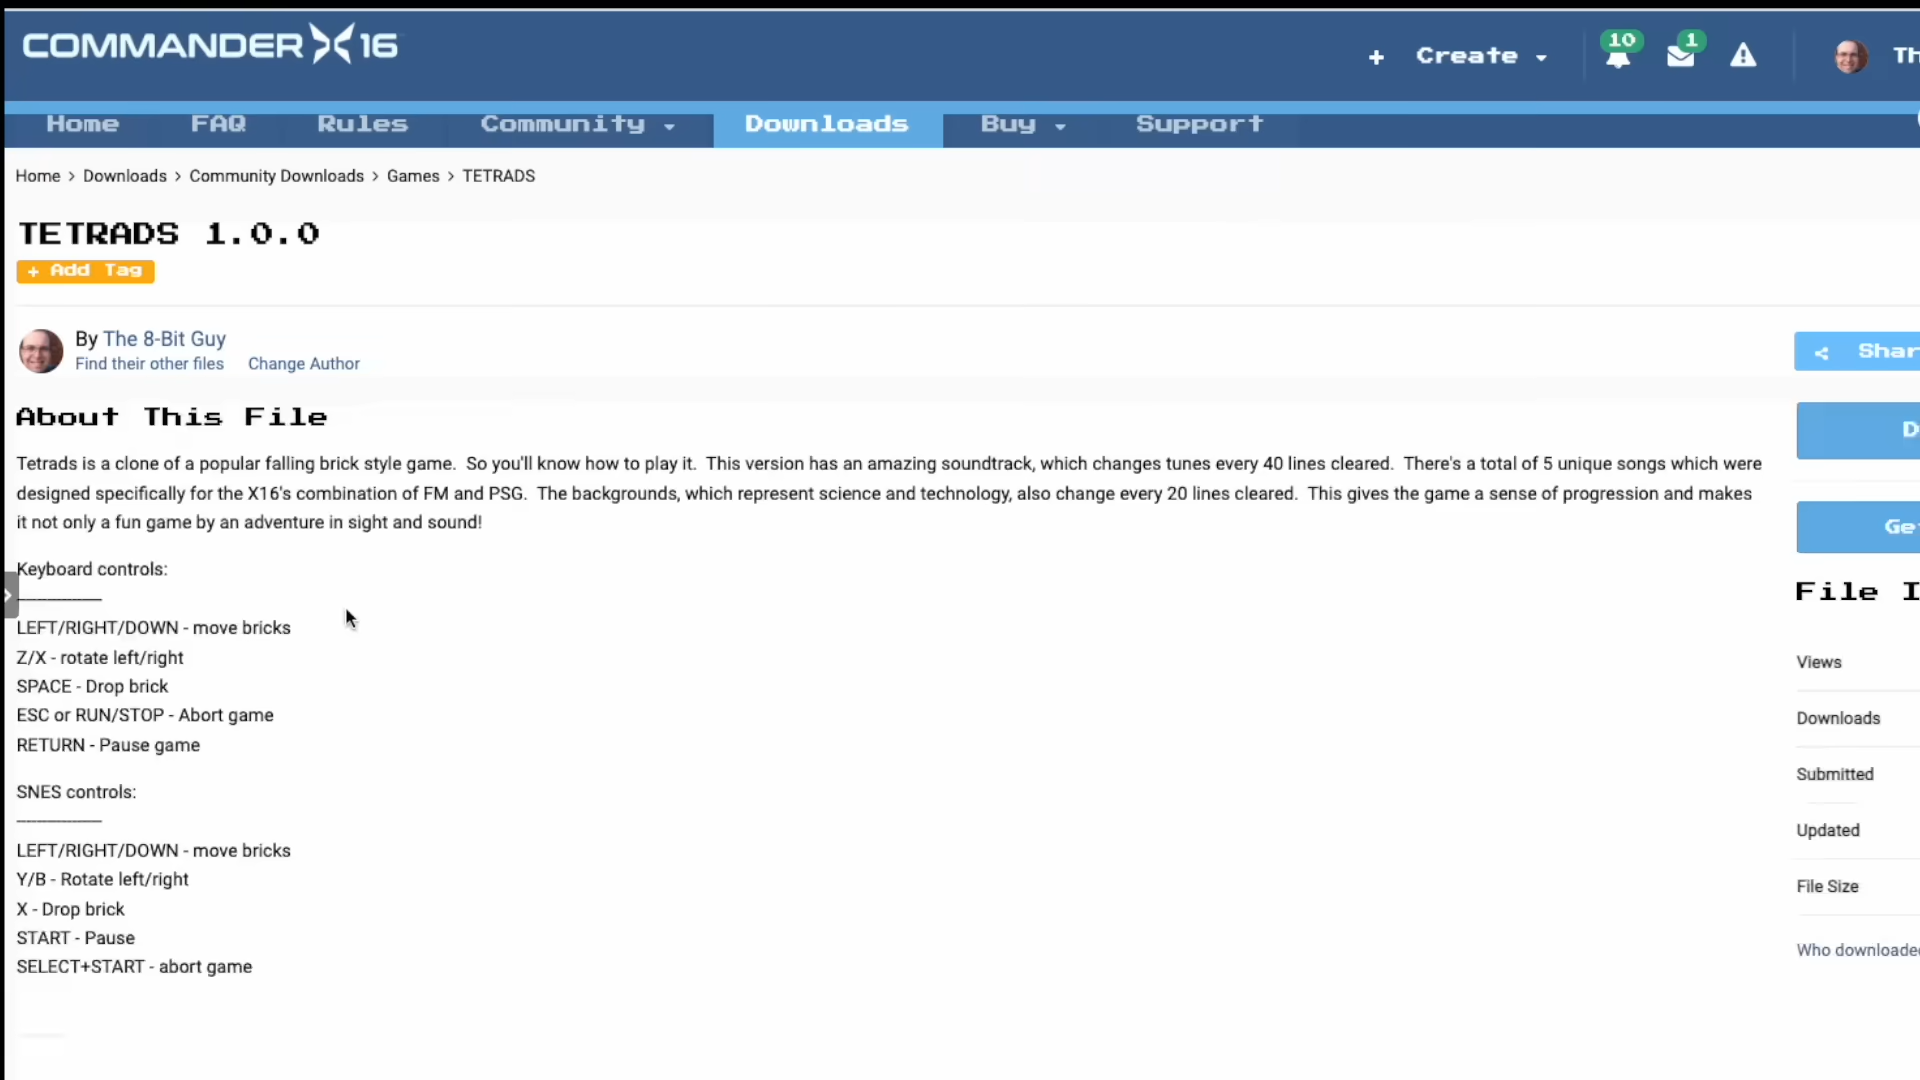 COMMANDER X16
+ Create
10
1
Th
Home FAQ Rules Community Downloads Buy Support
Home > Downloads > Community Downloads > Games > TETRADS
TETRADS 1.0.0
+ Add Tag
By The 8-Bit Guy
Find their other files Change Author
Shar
About This File
D
Tetrads is a clone of a popular falling brick style game. So you'll know how to play it. This version has an amazing soundtrack, which changes tunes every 40 lines cleared. There's a total of 5 unique songs which were
designed specifically for the X16's combination of FM and PSG. The backgrounds, which represent science and technology, also change every 20 lines cleared. This gives the game a sense of progression and makes
it not only a fun game by an adventure in sight and sound!
Ge
Keyboard controls:
-------------------
LEFT/RIGHT/DOWN - move bricks
Z/X - rotate left/right
SPACE - Drop brick
ESC or RUN/STOP - Abort game
RETURN - Pause game
SNES controls:
-------------------
LEFT/RIGHT/DOWN - move bricks
Y/B - Rotate left/right
X - Drop brick
START - Pause
SELECT+START - abort game
File I
Views
Downloads
Submitted
Updated
File Size
Who downloaded